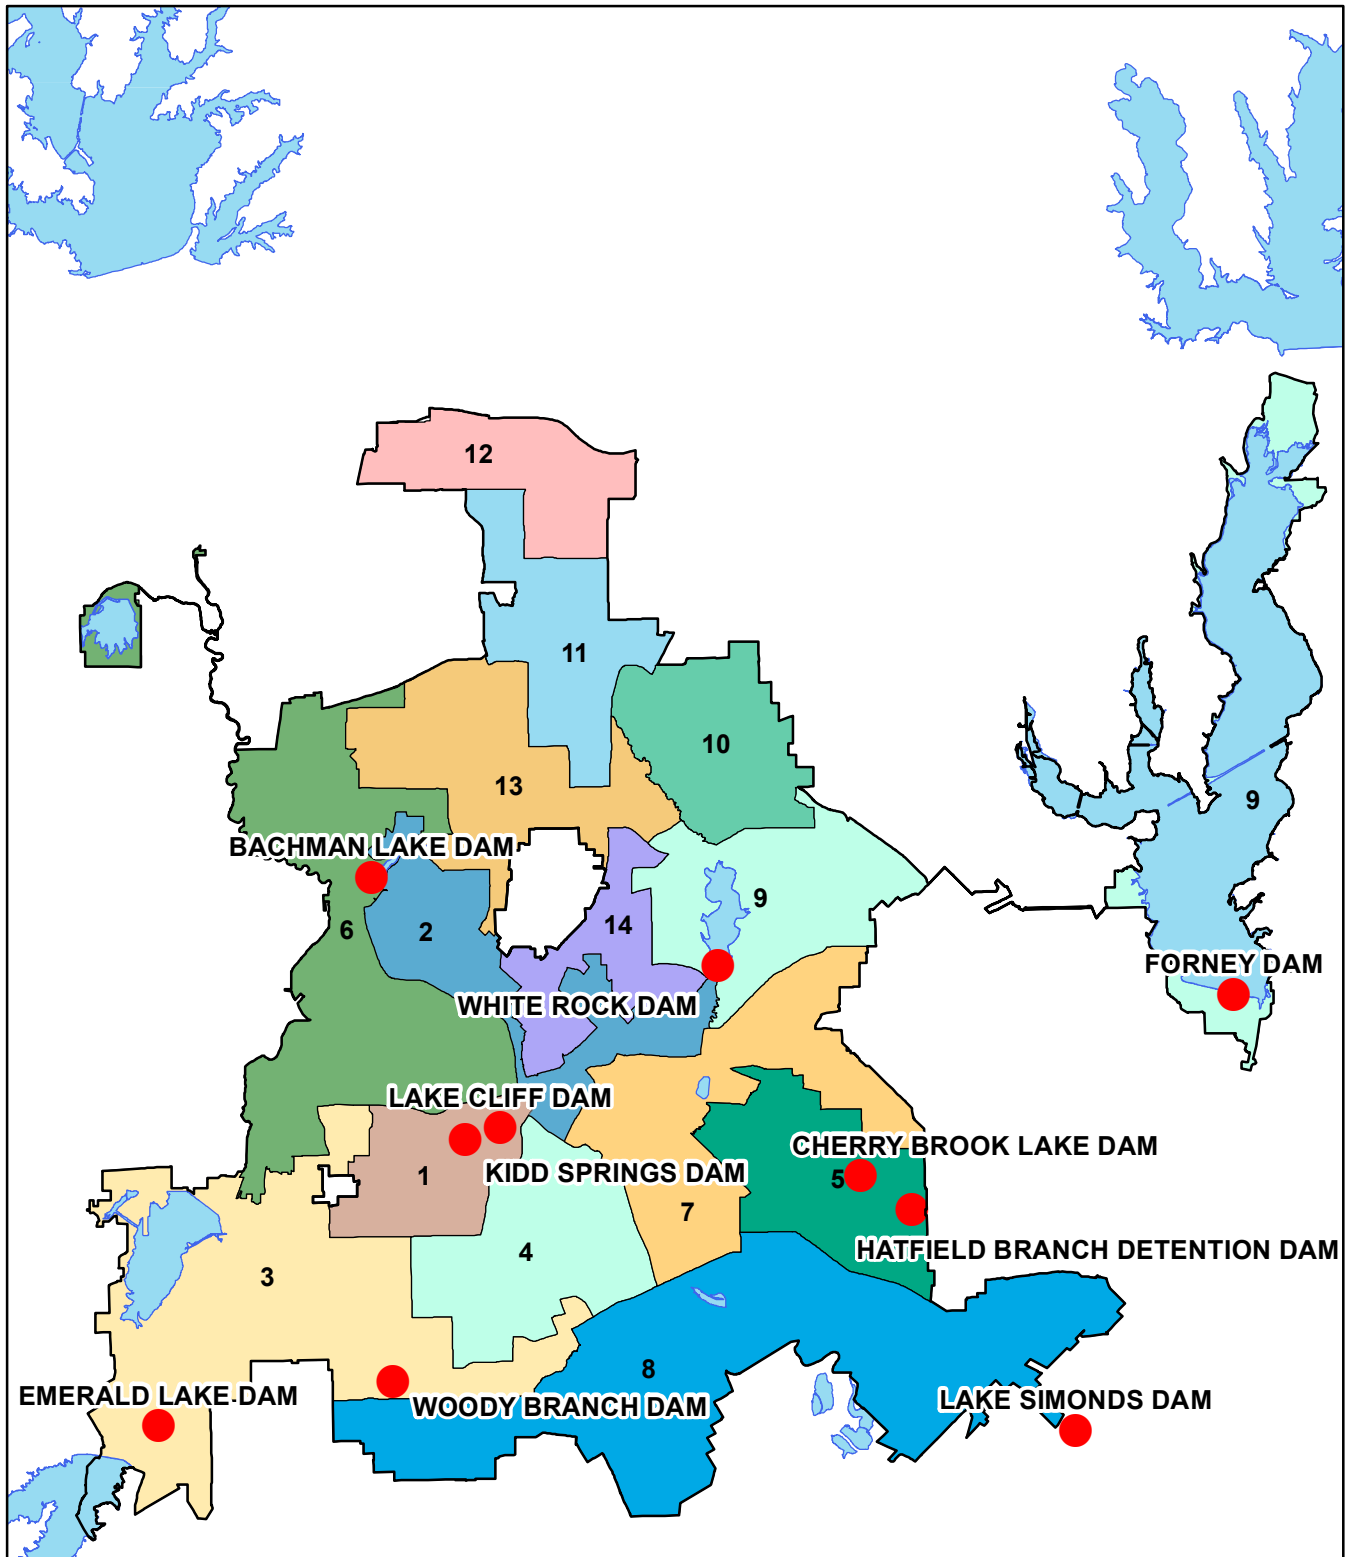 12
11
10
13
9
BACHMAN LAKE DAM
9
14
6
2
FORNEY DAM
WHITE ROCK DAM
LAKE CLIFF DAM
CHERRY BROOK LAKE DAM
1
KIDD SPRINGS DAM
5
7
4
HATFIELD BRANCH DETENTION DAM
3
8
EMERALD LAKE DAM
WOODY BRANCH DAM
LAKE SIMONDS DAM